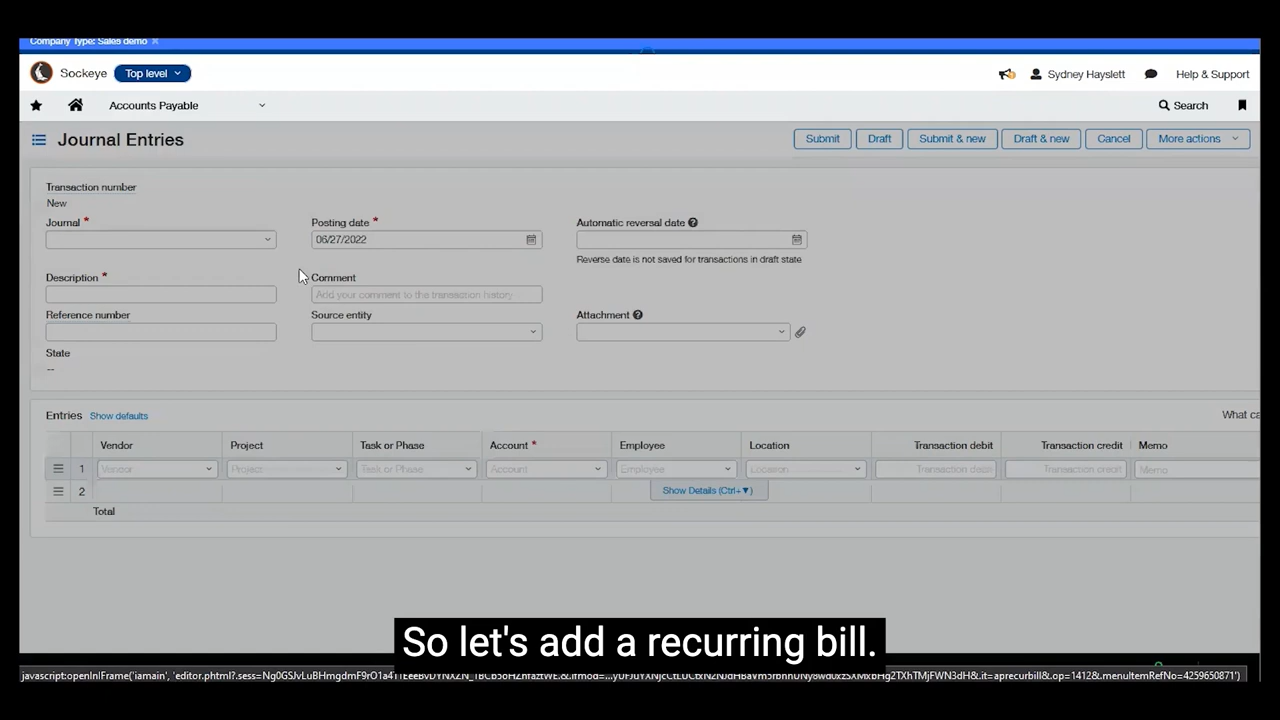 Company Type: Sales demo ×
Sockeye Top level Sydney Hayslett Help & Support
Accounts Payable Search
Journal Entries Submit Draft Submit & new Draft & new Cancel More actions
Transaction number
New
Journal * Posting date * Automatic reversal date
06/27/2022
Reverse date is not saved for transactions in draft state
Description * Comment
Add your comment to the transaction history
Reference number Source entity Attachment
State
--
Entries Show defaults What ca
Vendor Project Task or Phase Account * Employee Location Transaction debit Transaction credit Memo
1 Vendor Project Task or Phase Account Employee Location Transaction debit Transaction credit Memo
2 Show Details (Ctrl+▼)
Total
So let's add a recurring bill.